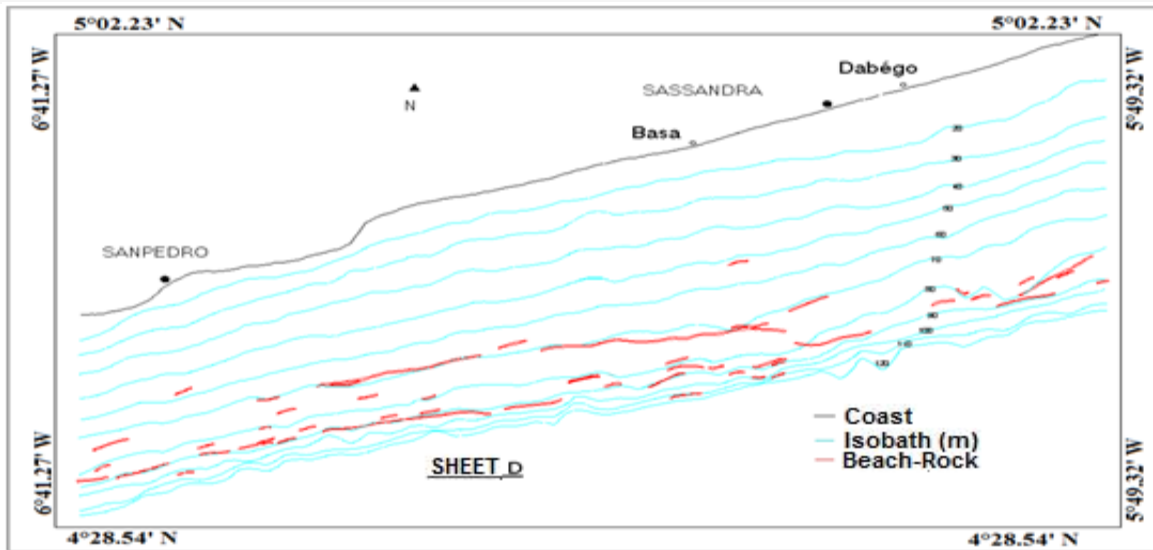 5°02.23' N
5°02.23' N
6°41.27' W
5°49.32' W
N
Dabégo
SASSANDRA
Basa
20
30
40
50
60
SANPEDRO
70
80
90
100
110
120
Coast
Isobath (m)
Beach-Rock
SHEET D
6°41.27' W
5°49.32' W
4°28.54' N
4°28.54' N